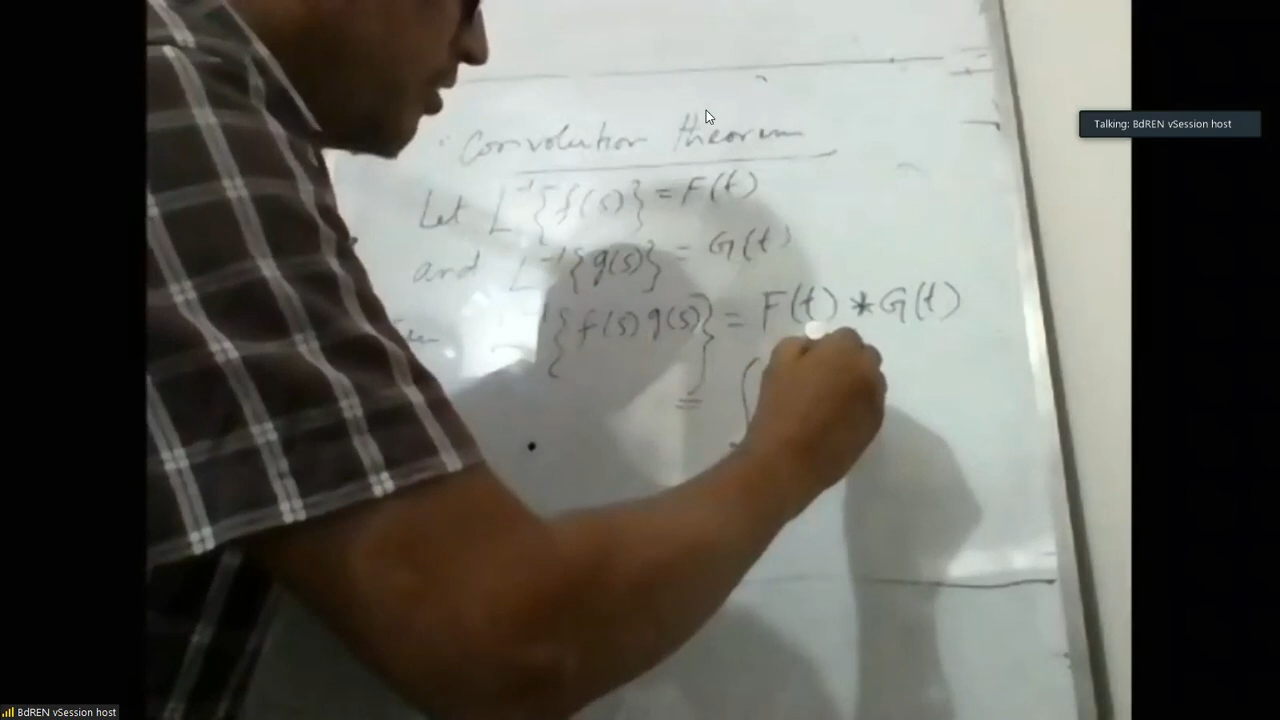 Convolution theorem
Let L⁻¹{f(s)} = F(t)
and L⁻¹{g(s)} = G(t)
⁻¹{f(s) g(s)} = F(t) * G(t)
= ∫
Talking: BdREN vSession host
BdREN vSession host